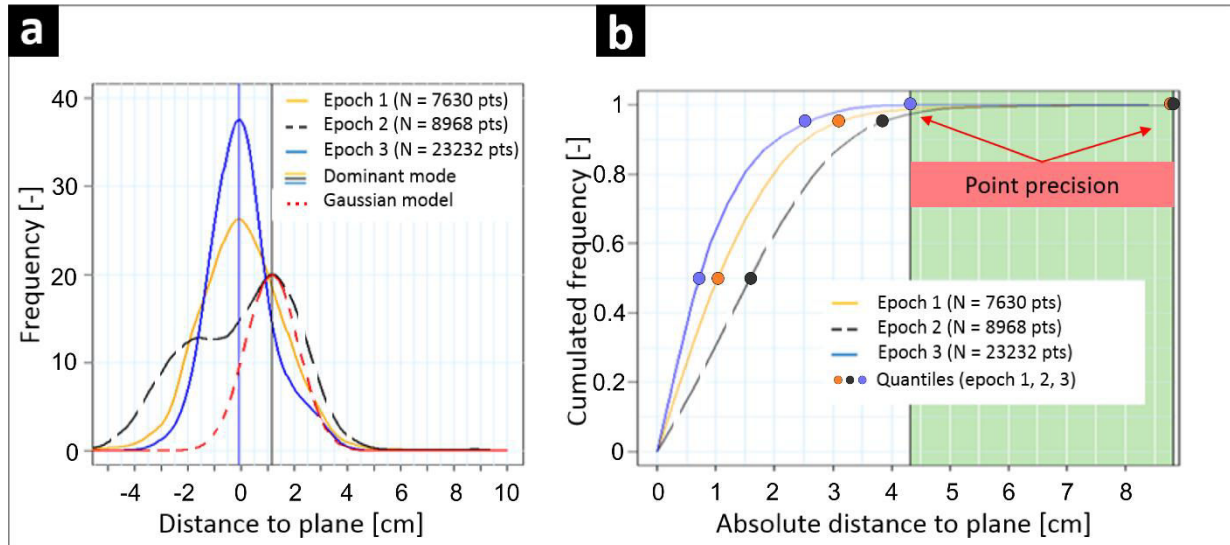 a
Frequency [-]
40
30
20
10
0
Epoch 1 (N = 7630 pts)
Epoch 2 (N = 8968 pts)
Epoch 3 (N = 23232 pts)
Dominant mode
Gaussian model
-4 -2 0 2 4 6 8 10
Distance to plane [cm]
b
Cumulated frequency [-]
1
0.8
0.6
0.4
0.2
0
Point precision
Epoch 1 (N = 7630 pts)
Epoch 2 (N = 8968 pts)
Epoch 3 (N = 23232 pts)
Quantiles (epoch 1, 2, 3)
0 1 2 3 4 5 6 7 8
Absolute distance to plane [cm]